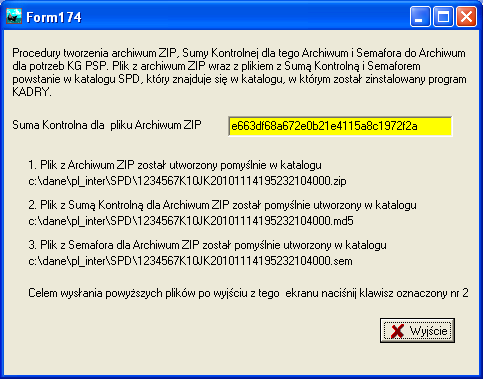 Form174
Procedury tworzenia archiwum ZIP, Sumy Kontrolnej dla tego Archiwum i Semafora do Archiwum
dla potrzeb KG PSP. Plik z archiwum ZIP wraz z plikiem z Sumą Kontrolną i Semaforem
powstanie w katalogu SPD, który znajduje się w katalogu, w którym został zinstalowany program
KADRY.
Suma Kontrolna dla pliku Archiwum ZIP
e663df68a672e0b21e4115a8c1972f2a
1. Plik z Archiwum ZIP został utworzony pomyślnie w katalogu
c:\dane\pl_inter\SPD\1234567K10JK20101114195232104000.zip
2. Plik z Sumą Kontrolną dla Archiwum ZIP został pomyślnie utworzony w katalogu
c:\dane\pl_inter\SPD\1234567K10JK20101114195232104000.md5
3. Plik z Semafora dla Archiwum ZIP został pomyślnie utworzony w katalogu
c:\dane\pl_inter\SPD\1234567K10JK20101114195232104000.sem
Celem wysłania powyższych plików po wyjściu z tego ekranu naciśnij klawisz oznaczony nr 2
Wyjście